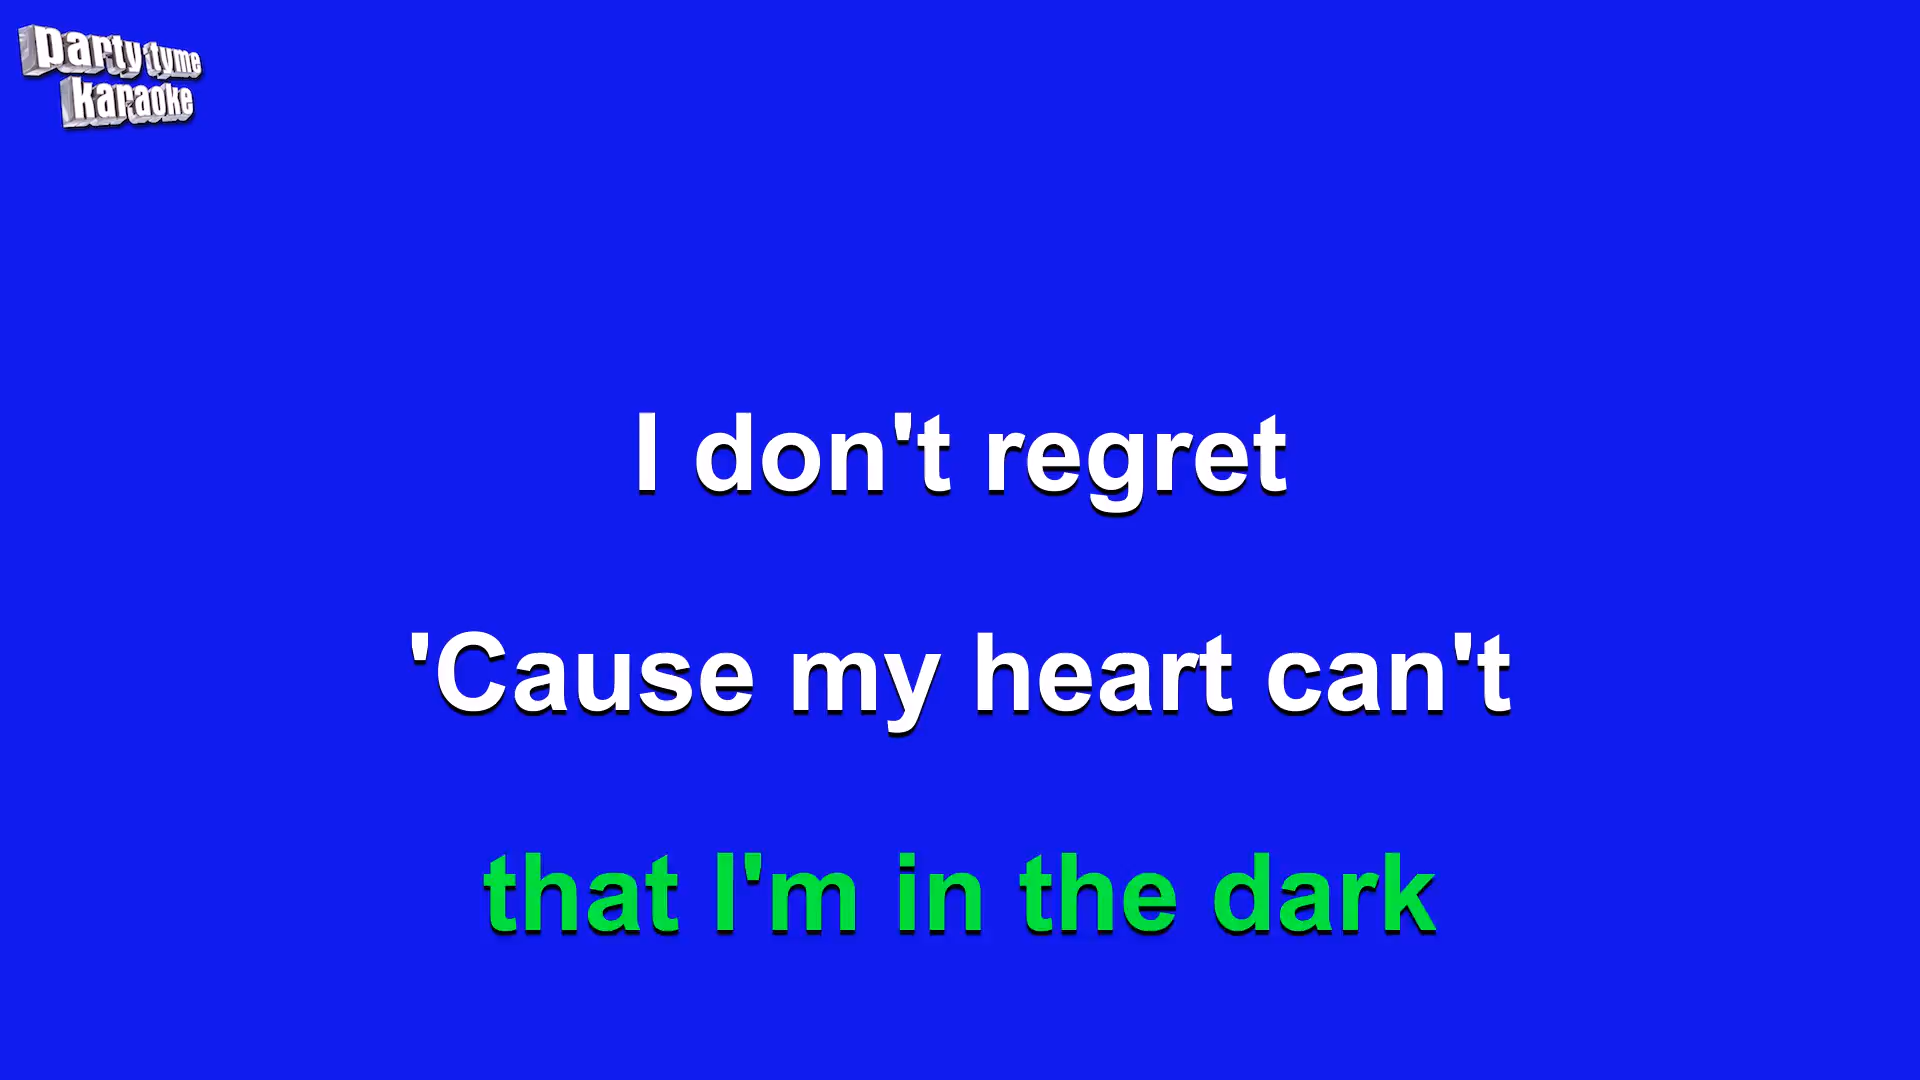 party tyme
karaoke
I don't regret
'Cause my heart can't
that I'm in the dark